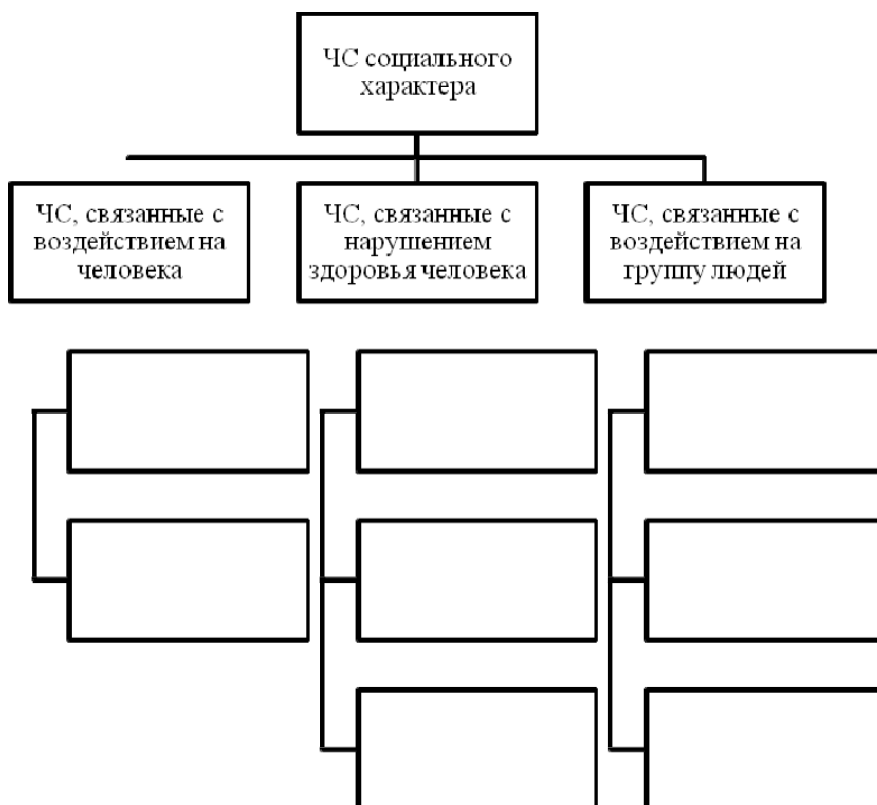 ЧС социального
характера
ЧС, связанные с
воздействием на
человека
ЧС, связанные с
нарушением
здоровья человека
ЧС, связанные с
воздействием на
группу людей